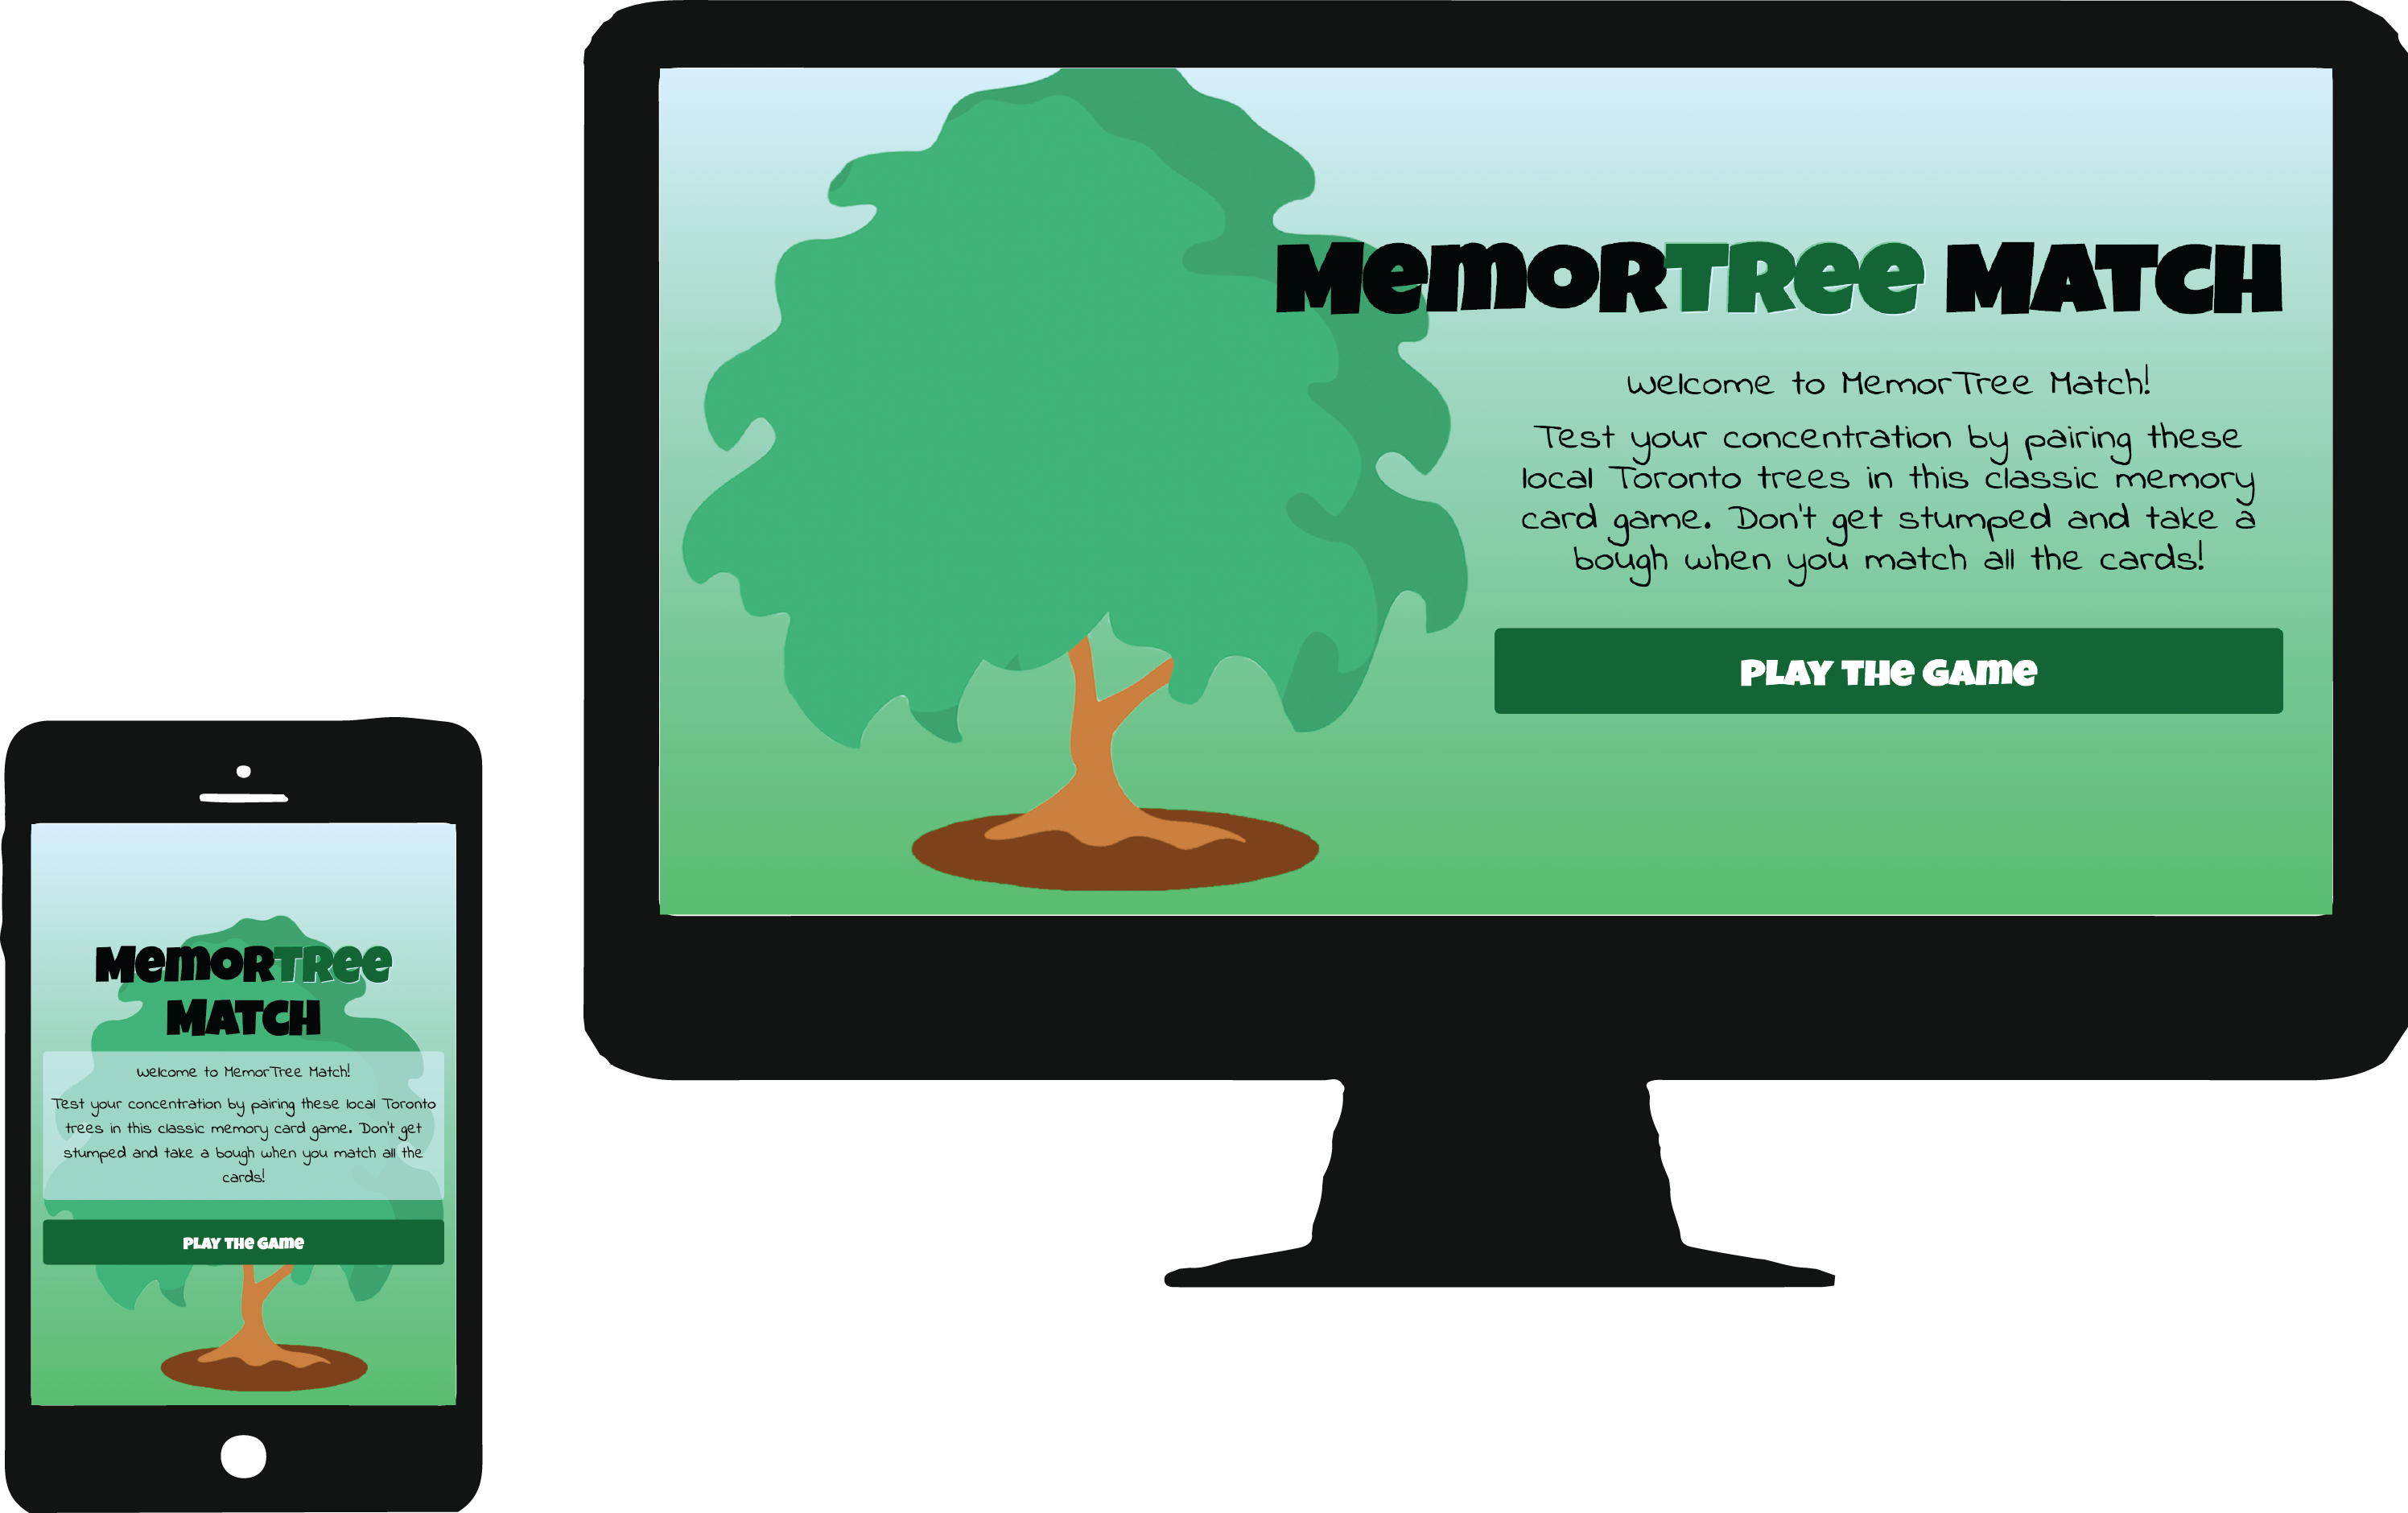 MemorTree Match
Welcome to MemorTree Match!
Test your concentration by pairing these
local Toronto trees in this classic memory
card game. Don't get stumped and take a
bough when you match all the cards!
Play the Game
MemorTree
Match
Welcome to MemorTree Match!
Test your concentration by pairing these local Toronto
trees in this classic memory card game. Don't get
stumped and take a bough when you match all the
cards!
Play the Game